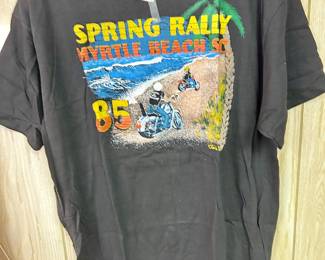 SPRING RALLY
MYRTLE BEACH SC
85